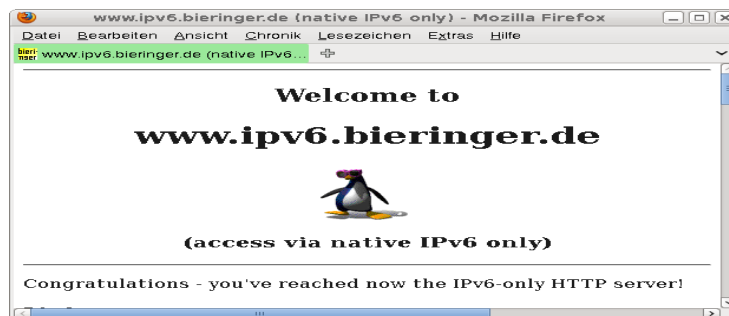 www.ipv6.bieringer.de (native IPv6 only) - Mozilla Firefox
Datei Bearbeiten Ansicht Chronik Lesezeichen Extras Hilfe
bieri-
nger
www.ipv6.bieringer.de (native IPv6...
Welcome to
www.ipv6.bieringer.de
(access via native IPv6 only)
Congratulations - you've reached now the IPv6-only HTTP server!